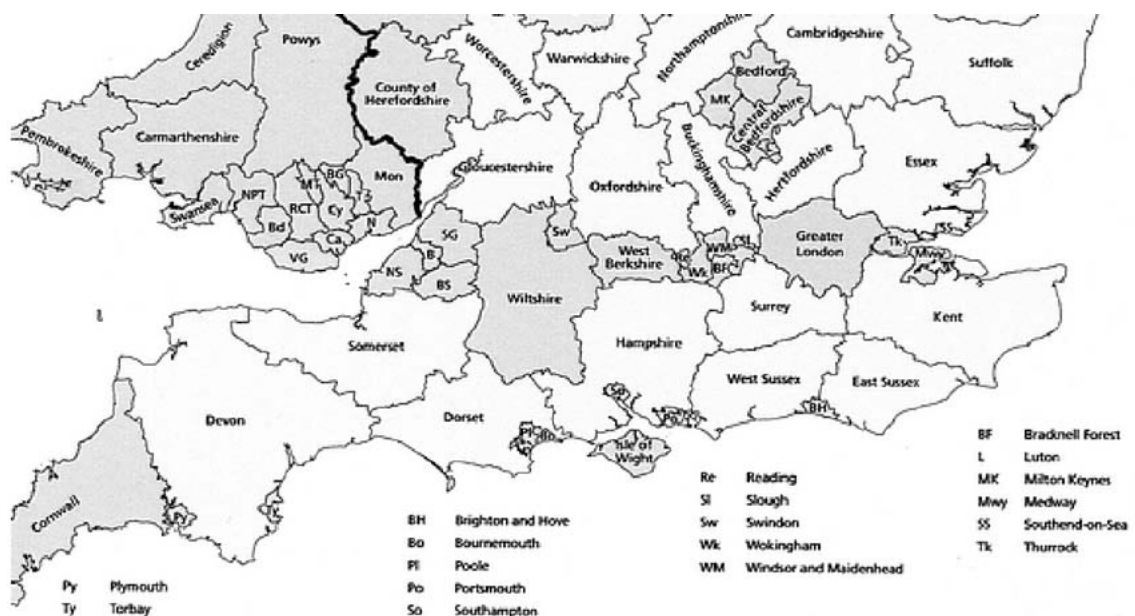 Cambridgeshire
Powys
Worcestershire
Northamptonshire
Ceredigion
Warwickshire
Suffolk
Bedford
County of
Herefordshire
MK
Central
Bedfordshire
Pembrokeshire
Carmarthenshire
Buckinghamshire
Hertfordshire
Essex
Gloucestershire
Oxfordshire
BG
MT
Mon
NPT
RCT
Cy
Swansea
Bd
N
Ca
VG
SG
Sw
B
NS
BS
Greater
London
SS
Tk
Mwy
West
Berkshire
WM
Sl
Wk
BF
Wiltshire
Surrey
Kent
Somerset
Hampshire
West Sussex
East Sussex
Devon
Dorset
So
Po
BH
Pl
Bo
Isle of
Wight
Cornwall
Py
Ty
BF Bracknell Forest
L Luton
MK Milton Keynes
Mwy Medway
SS Southend-on-Sea
Tk Thurrock
Re Reading
Sl Slough
Sw Swindon
Wk Wokingham
WM Windsor and Maidenhead
BH Brighton and Hove
Bo Bournemouth
Pl Poole
Po Portsmouth
So Southampton
Py Plymouth
Ty Torbay